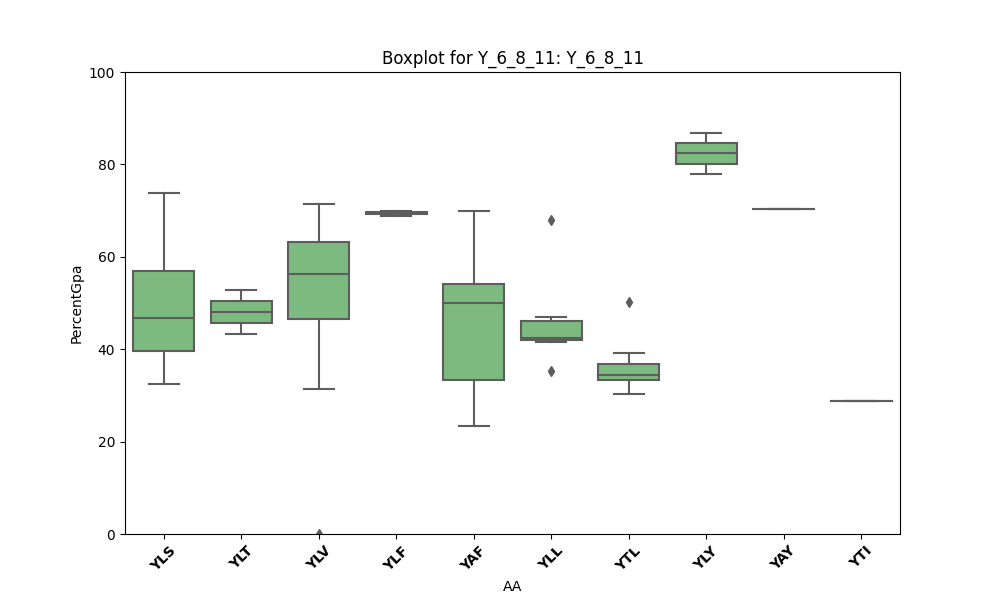 Boxplot for Y_6_8_11: Y_6_8_11
100
80
60
40
20
0
PercentGpa
YLS YLT YLV YLF YAF YLL YTL YLY YAY YTI
AA